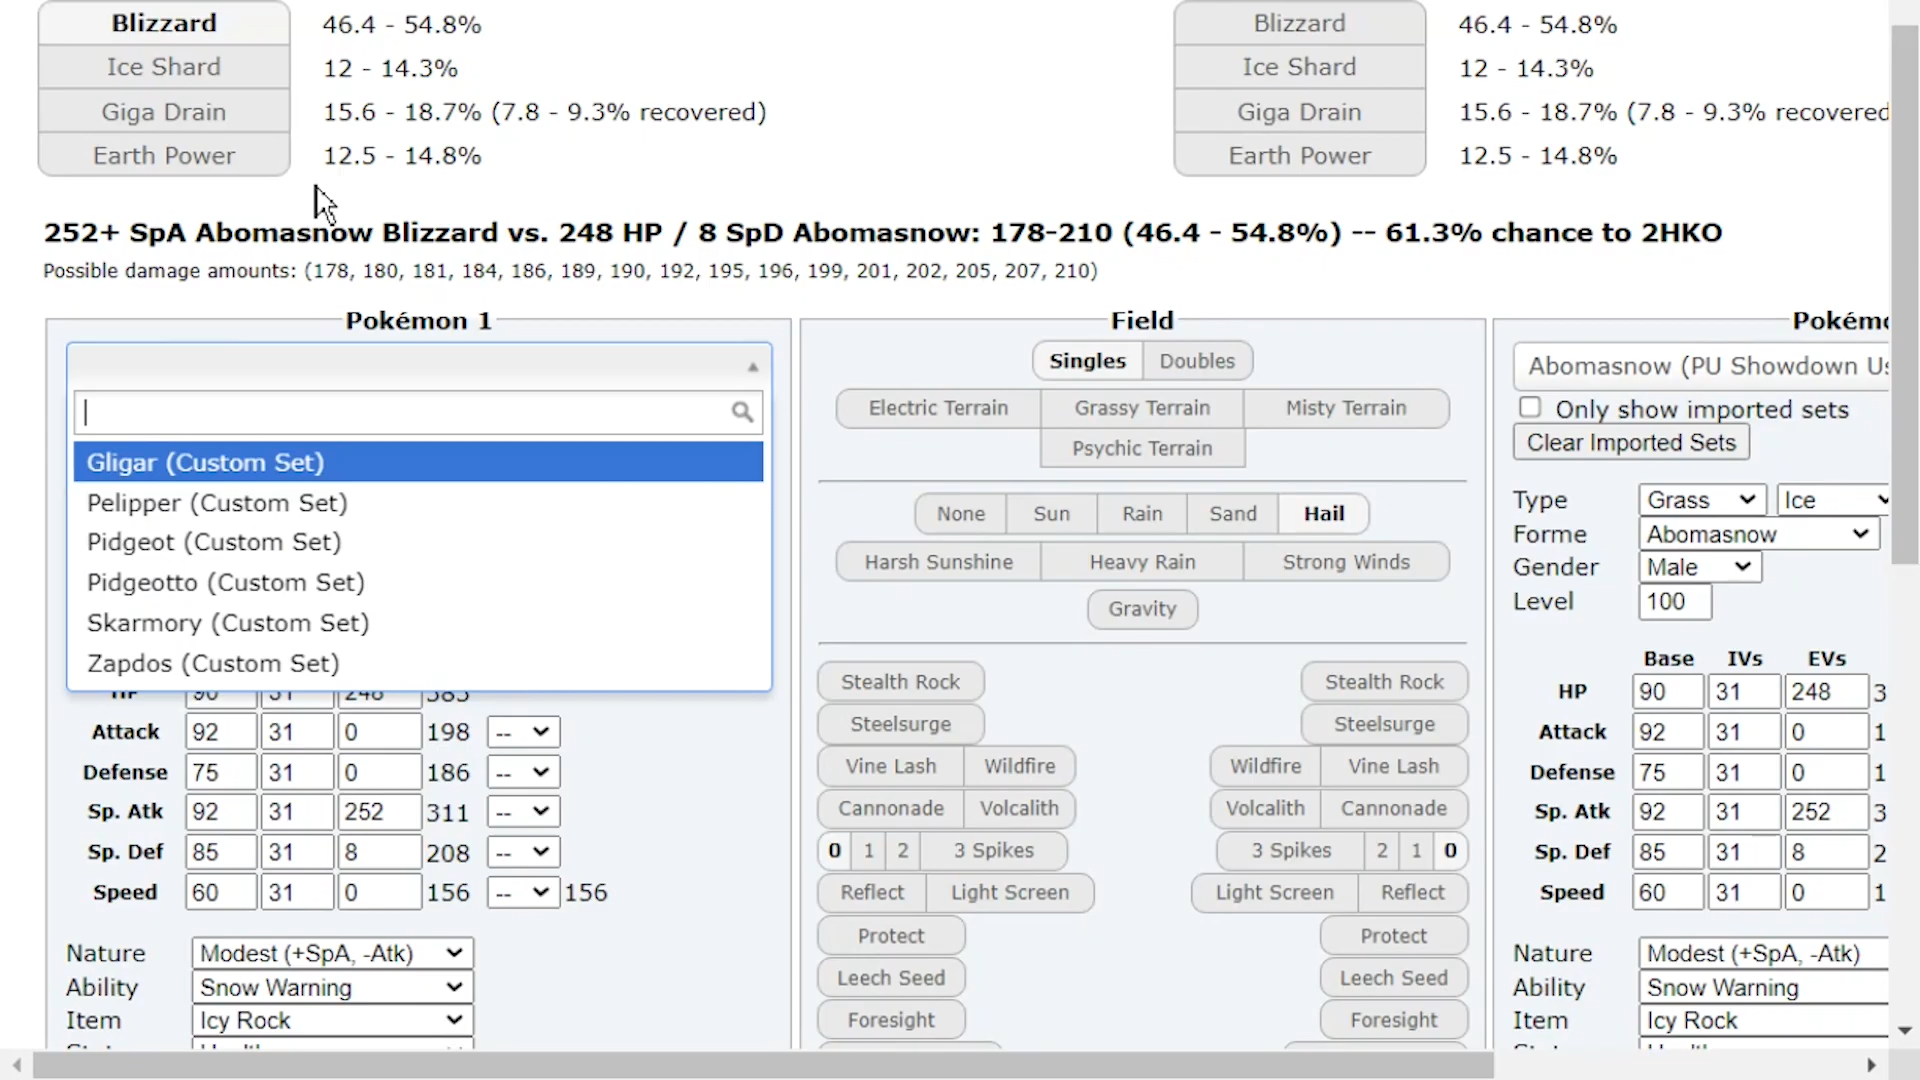 Blizzard 46.4 - 54.8% Blizzard 46.4 - 54.8%
Ice Shard 12 - 14.3% Ice Shard 12 - 14.3%
Giga Drain 15.6 - 18.7% (7.8 - 9.3% recovered) Giga Drain 15.6 - 18.7% (7.8 - 9.3% recovered
Earth Power 12.5 - 14.8% Earth Power 12.5 - 14.8%
252+ SpA Abomasnow Blizzard vs. 248 HP / 8 SpD Abomasnow: 178-210 (46.4 - 54.8%) -- 61.3% chance to 2HKO
Possible damage amounts: (178, 180, 181, 184, 186, 189, 190, 192, 195, 196, 199, 201, 202, 205, 207, 210)
Pokémon 1
Gligar (Custom Set)
Pelipper (Custom Set)
Pidgeot (Custom Set)
Pidgeotto (Custom Set)
Skarmory (Custom Set)
Zapdos (Custom Set)
HP 90 31 248 383
Attack 92 31 0 198 --
Defense 75 31 0 186 --
Sp. Atk 92 31 252 311 --
Sp. Def 85 31 8 208 --
Speed 60 31 0 156 -- 156
Nature Modest (+SpA, -Atk)
Ability Snow Warning
Item Icy Rock
Field
Singles Doubles
Electric Terrain Grassy Terrain Misty Terrain
Psychic Terrain
None Sun Rain Sand Hail
Harsh Sunshine Heavy Rain Strong Winds
Gravity
Stealth Rock Stealth Rock
Steelsurge Steelsurge
Vine Lash Wildfire Wildfire Vine Lash
Cannonade Volcalith Volcalith Cannonade
0 1 2 3 Spikes 3 Spikes 2 1 0
Reflect Light Screen Light Screen Reflect
Protect Protect
Leech Seed Leech Seed
Foresight Foresight
Pokémo
Abomasnow (PU Showdown Us
Only show imported sets
Clear Imported Sets
Type Grass Ice
Forme Abomasnow
Gender Male
Level 100
Base IVs EVs
HP 90 31 248 3
Attack 92 31 0 1
Defense 75 31 0 1
Sp. Atk 92 31 252 3
Sp. Def 85 31 8 2
Speed 60 31 0 1
Nature Modest (+SpA, -Atk)
Ability Snow Warning
Item Icy Rock